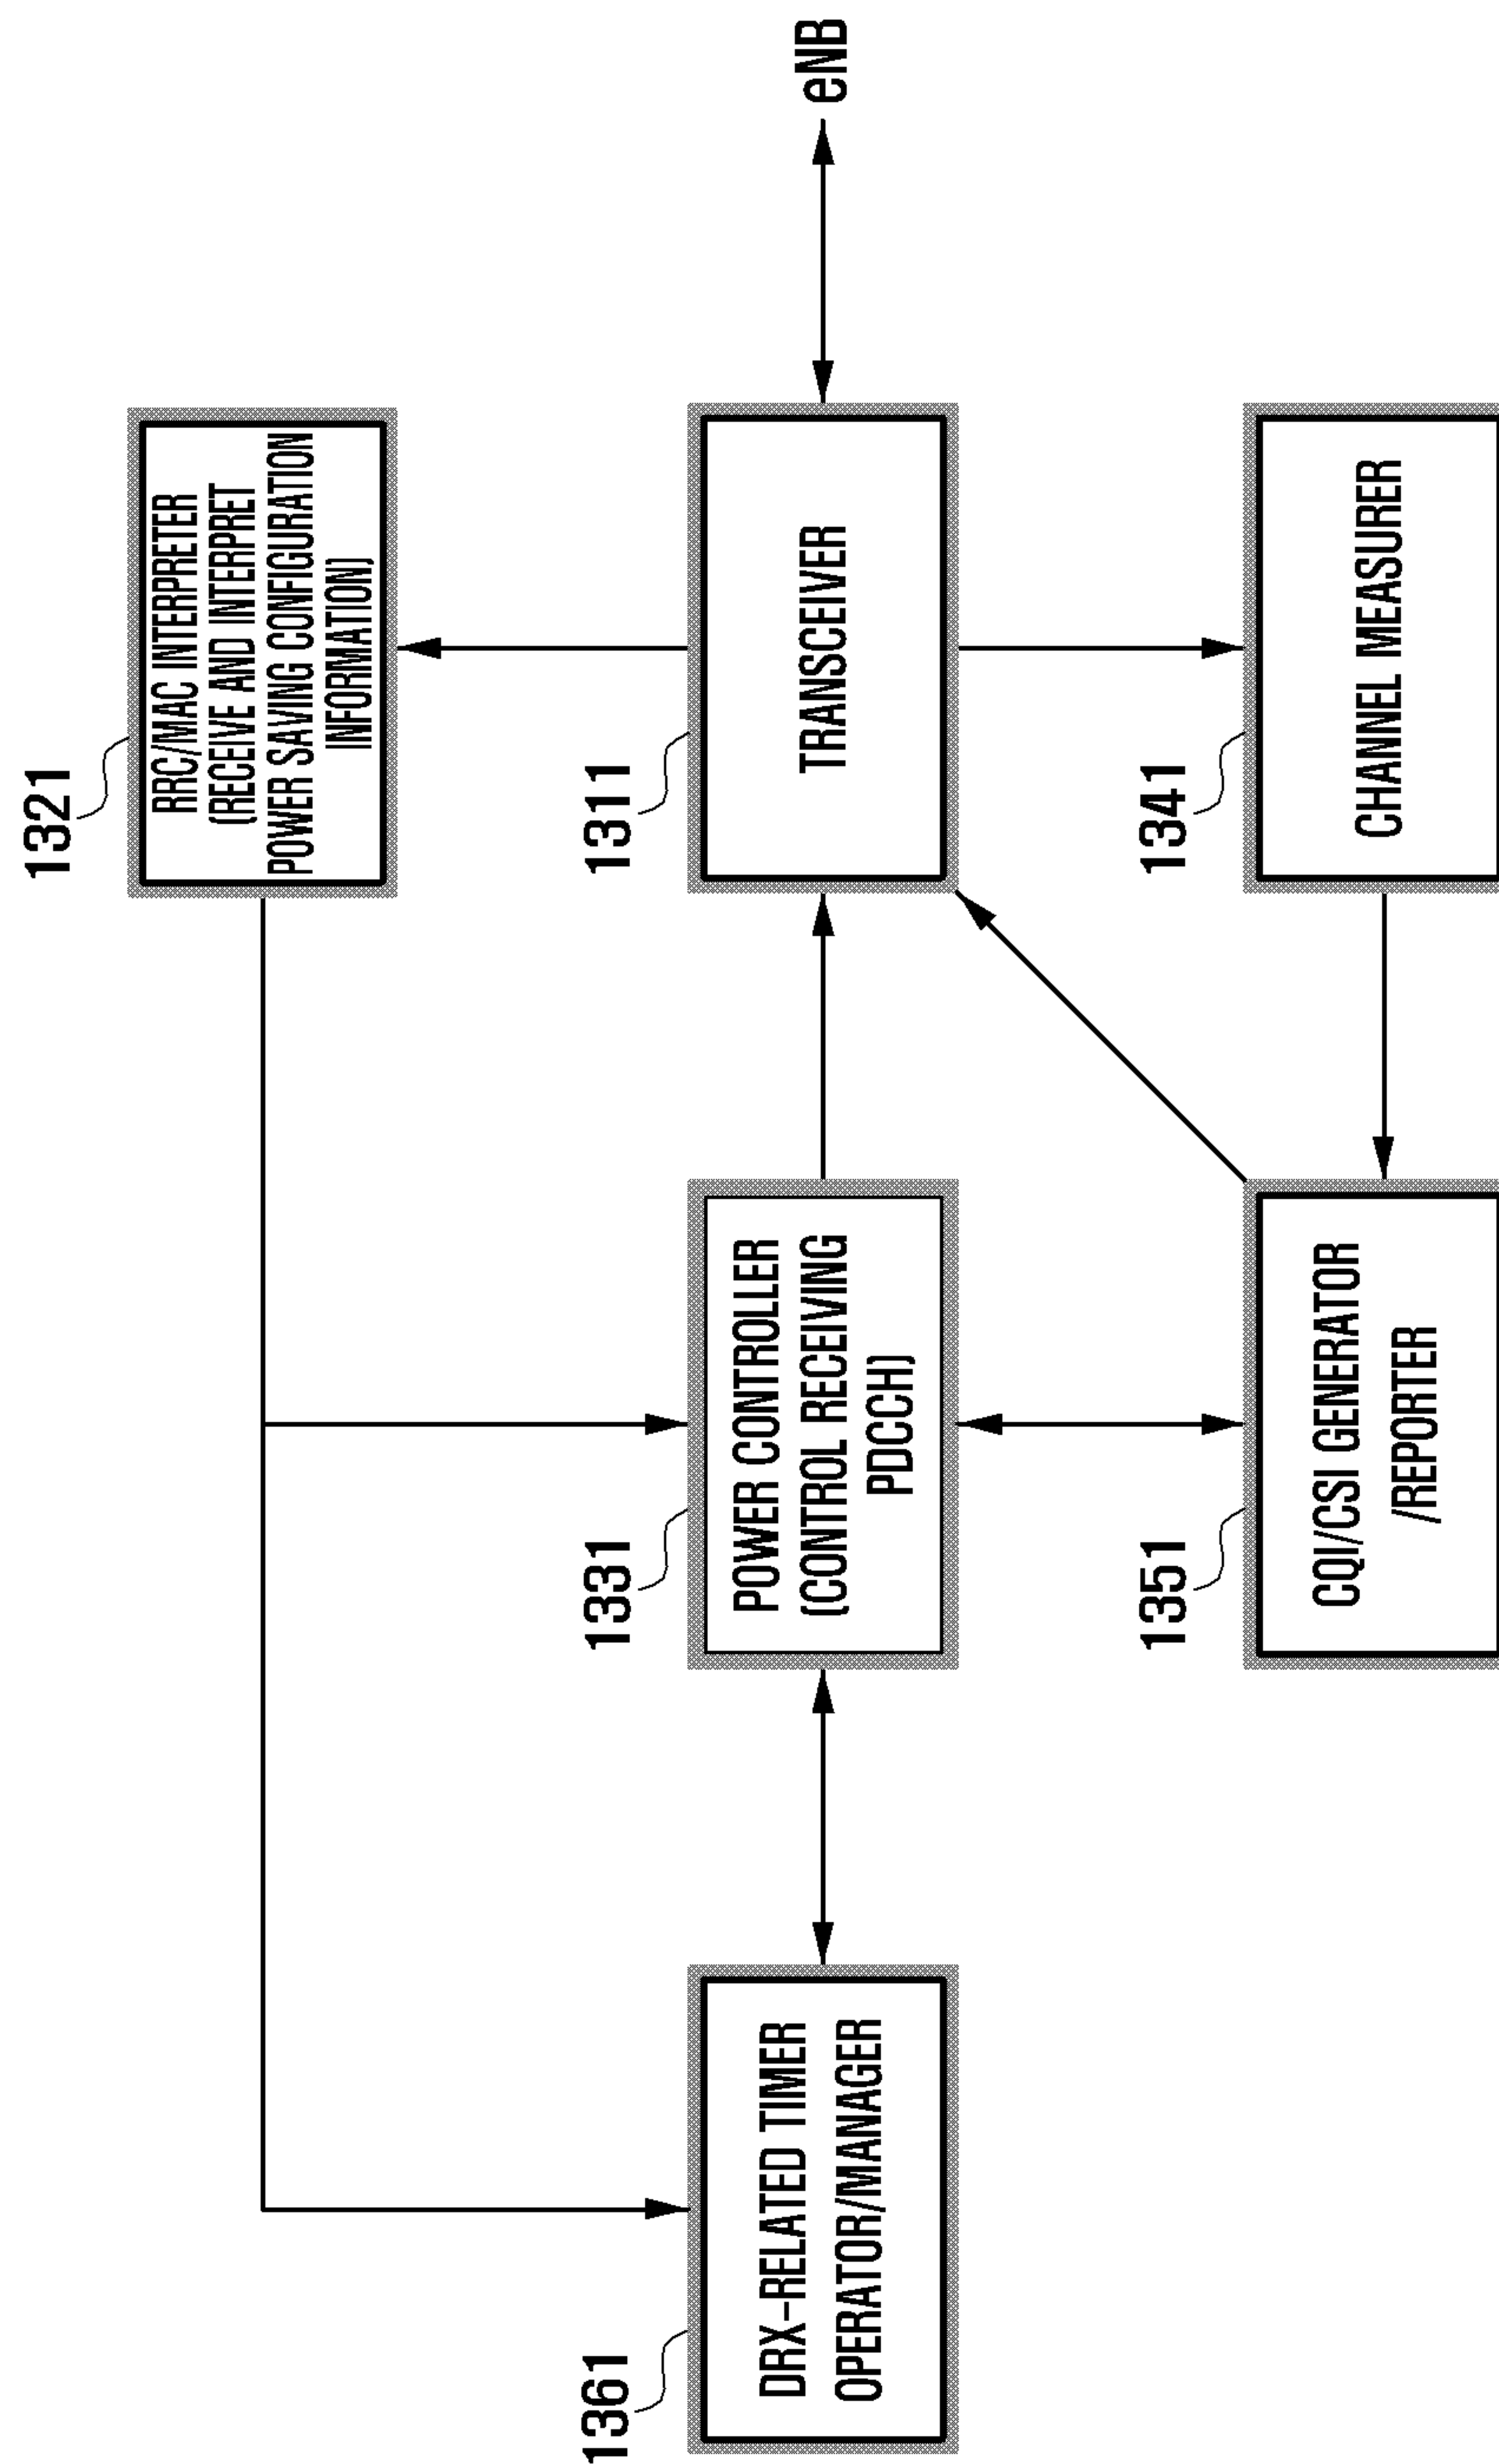 1321
RRC/MAC INTERPRETER
(RECEIVE AND INTERPRET
POWER SAVING CONFIGURATION
INFORMATION)
1361
DRX-RELATED TIMER
OPERATOR/MANAGER
1331
POWER CONTROLLER
(CONTROL RECEIVING
PDCCH)
1311
TRANSCEIVER
eNB
1351
CQI/CSI GENERATOR
/REPORTER
1341
CHANNEL MEASURER